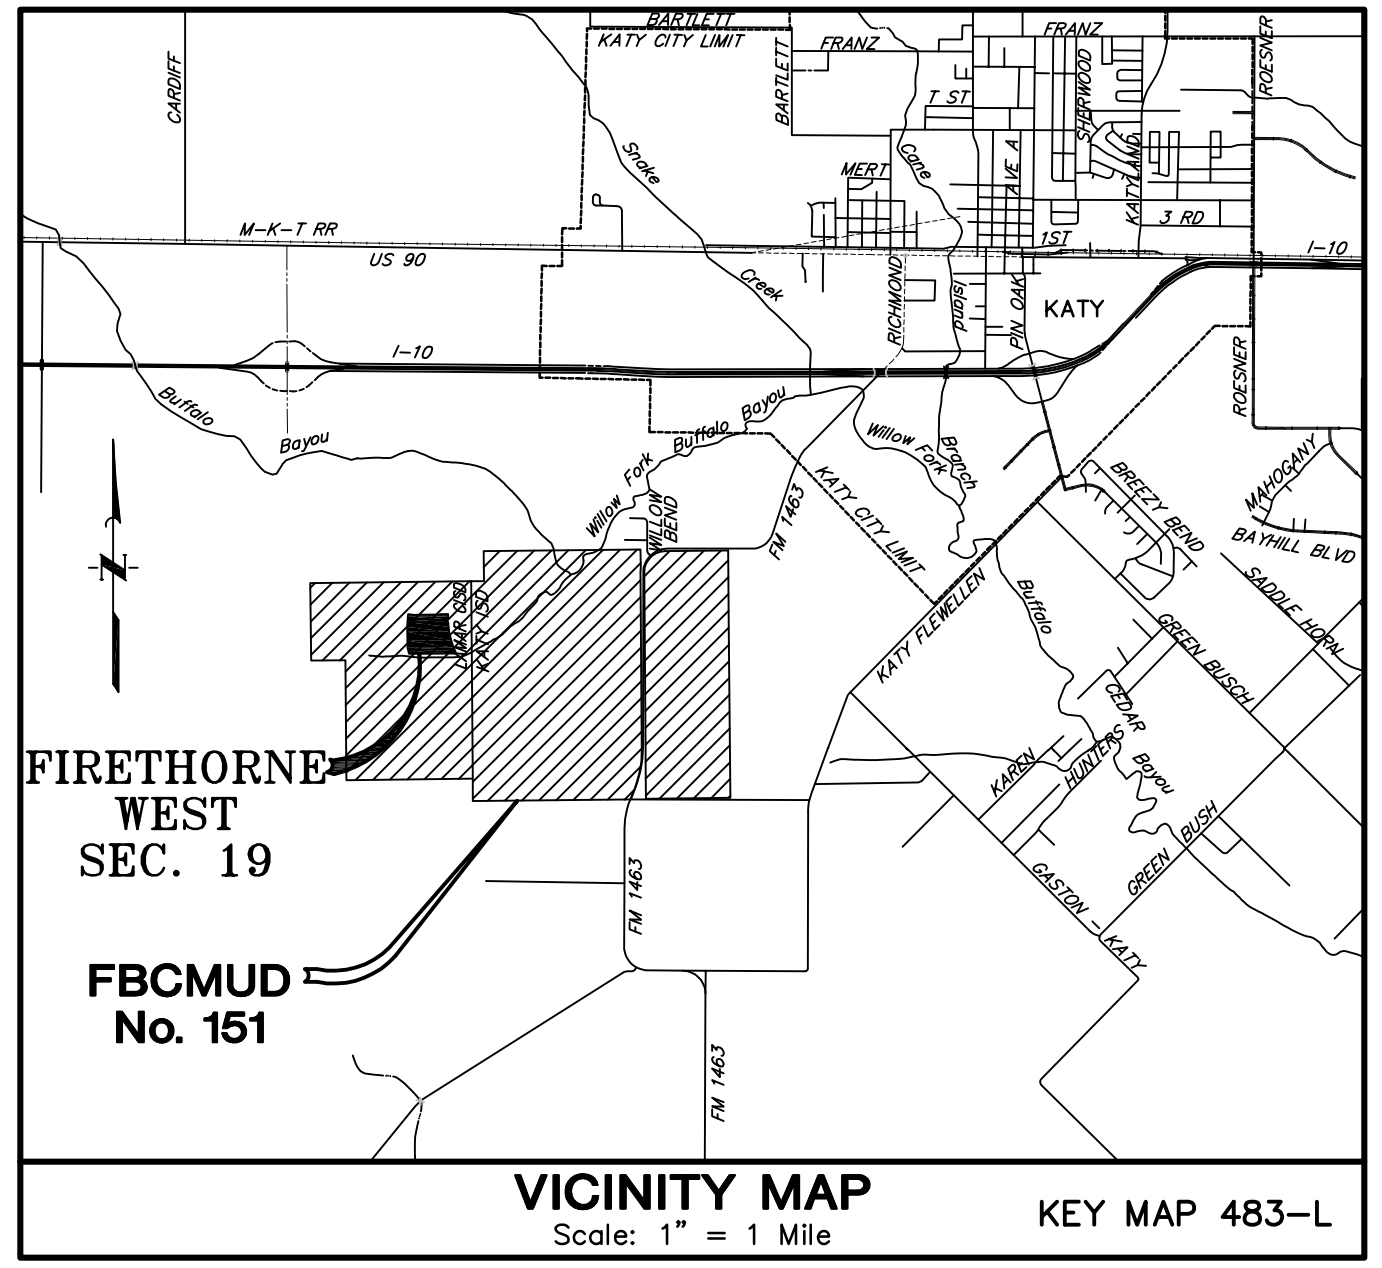 BARTLETT
KATY CITY LIMIT
BARTLETT
FRANZ
FRANZ
ROESNER
CARDIFF
SHERWOOD
T ST
AVE A
KATYLAND
Snake
Cane
MERT
3 RD
M-K-T RR
US 90
1ST
I-10
Creek
RICHMOND
Island
PIN OAK
KATY
I-10
ROESNER
Buffalo
Bayou
Willow Fork Buffalo Bayou
Willow Fork
Branch
WILLOW
BEND
FM 1463
KATY CITY LIMIT
BREEZY BEND
MAHOGANY
BAYHILL BLVD
SADDLE HORN
N
LAMAR CISD
KATY ISD
KATY FLEWELLEN
Buffalo
GREEN BUSCH
CEDAR
KAREN
HUNTERS
Bayou
GREEN BUSH
FIRETHORNE
WEST
SEC. 19
FM 1463
GASTON - KATY
FBCMUD
No. 151
FM 1463
VICINITY MAP
Scale: 1" = 1 Mile
KEY MAP 483-L